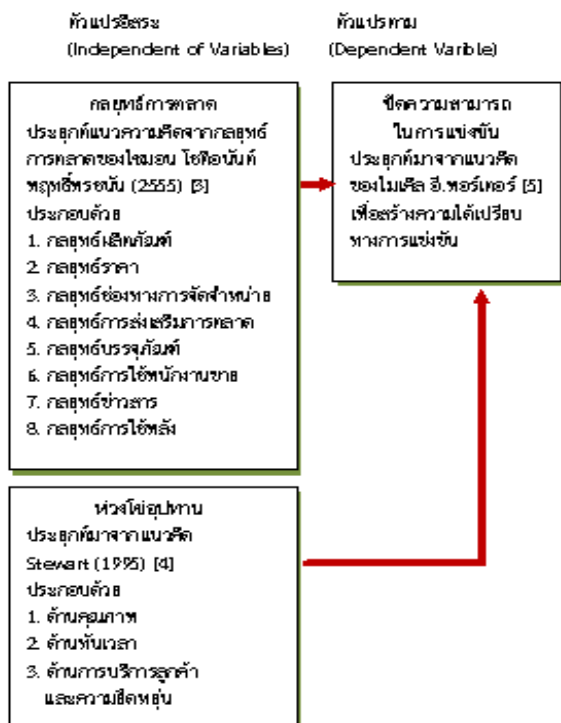 ตัวแปรอิสระ
(Independent of Variables)
ตัวแปรตาม
(Dependent Varible)
กลยุทธ์การตลาด
ประยุกต์แนวความคิดจากกลยุทธ์
การตลาดของไซมอน โชติอนันต์
พฤทธิ์พรชนัน (2555) [3]
ประกอบด้วย
1. กลยุทธ์ผลิตภัณฑ์
2. กลยุทธ์ราคา
3. กลยุทธ์ช่องทางการจัดจำหน่าย
4. กลยุทธ์การส่งเสริมการตลาด
5. กลยุทธ์บรรจุภัณฑ์
6. กลยุทธ์การใช้พนักงานขาย
7. กลยุทธ์ข่าวสาร
8. กลยุทธ์การใช้พลัง
ขีดความสามารถ
ในการแข่งขัน
ประยุกต์มาจากแนวคิด
ของไมเคิล อี.พอร์เตอร์ [5]
เพื่อสร้างความได้เปรียบ
ทางการแข่งขัน
ห่วงโซ่อุปทาน
ประยุกต์มาจากแนวคิด
Stewart (1995) [4]
ประกอบด้วย
1. ด้านคุณภาพ
2. ด้านทันเวลา
3. ด้านการบริการลูกค้า
และความยืดหยุ่น